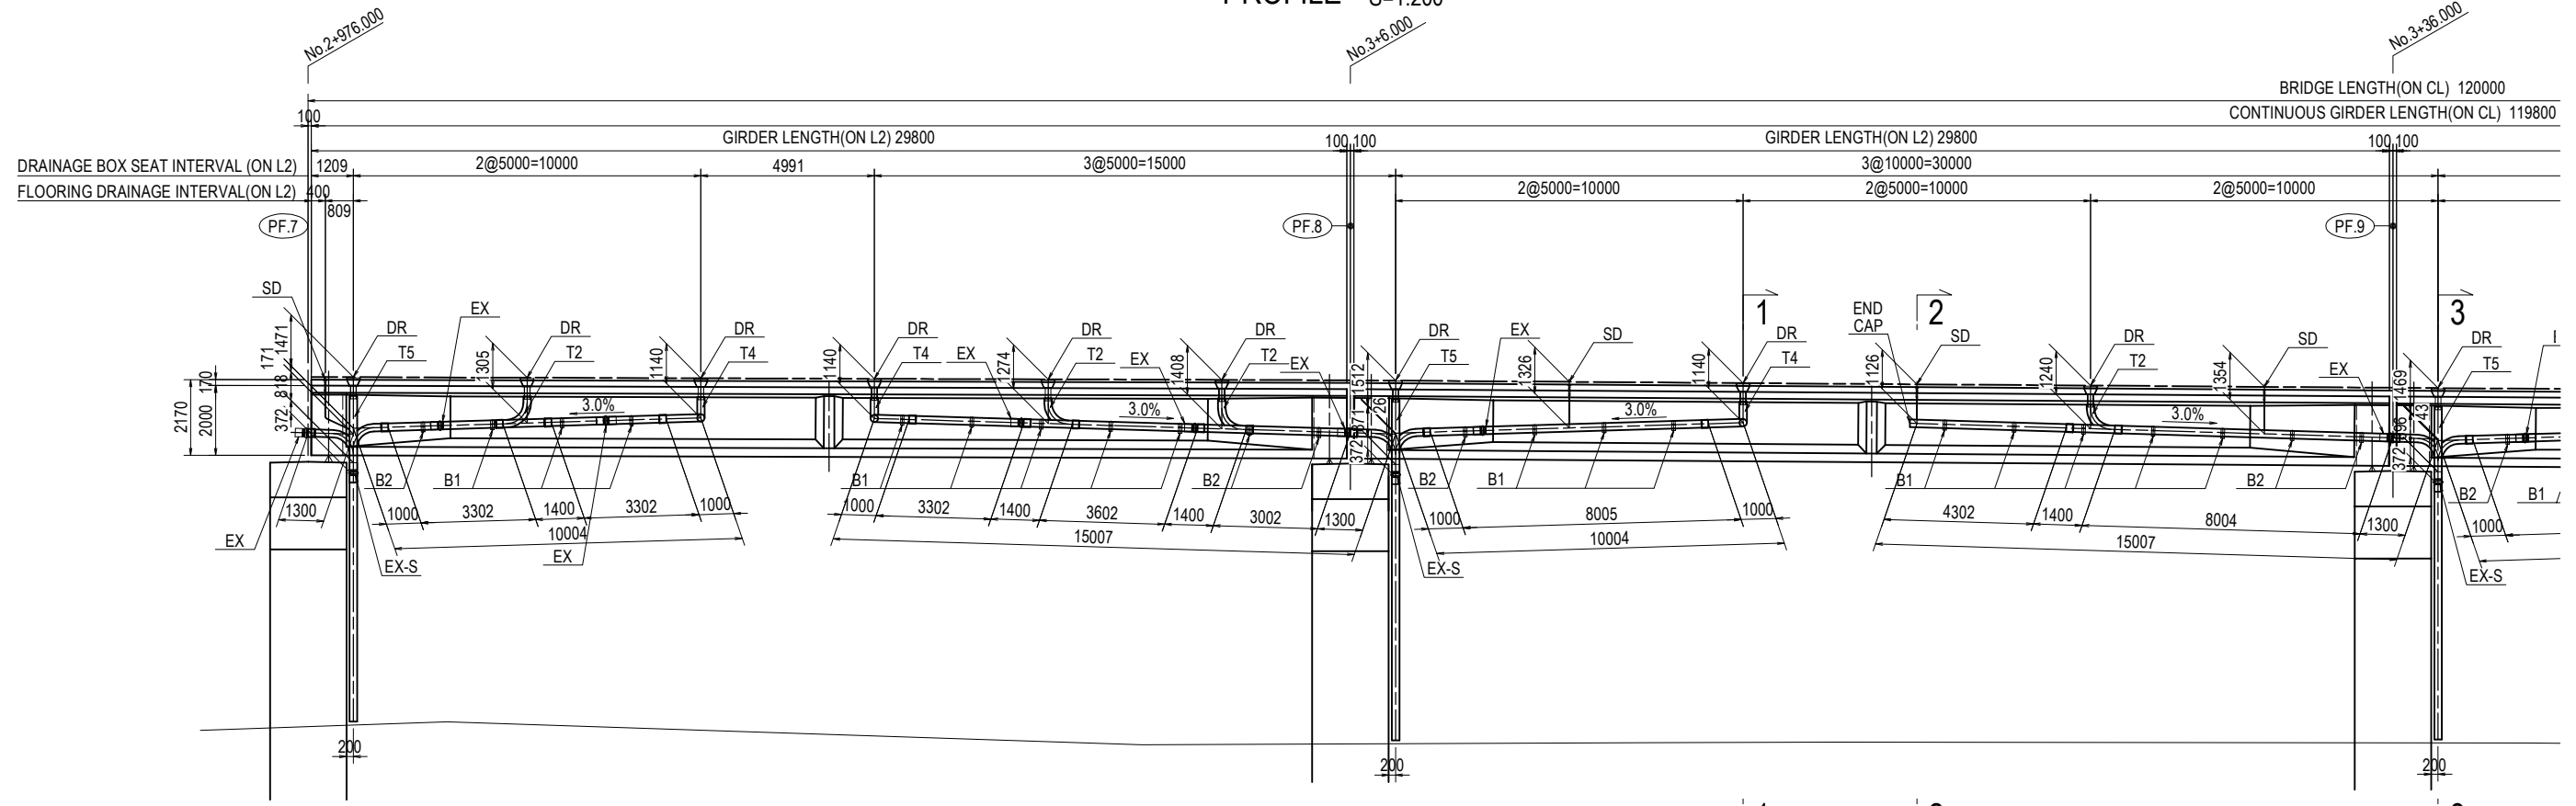 PROFILE S=1:200
No.2+976.000
No.3+6.000
No.3+36.000
BRIDGE LENGTH(ON CL) 120000
CONTINUOUS GIRDER LENGTH(ON CL) 119800
100
GIRDER LENGTH(ON L2) 29800
100 100
GIRDER LENGTH(ON L2) 29800
100 100
DRAINAGE BOX SEAT INTERVAL (ON L2) 1209
2@5000=10000
4991
3@5000=15000
3@10000=30000
FLOORING DRAINAGE INTERVAL(ON L2) 400
809
2@5000=10000
2@5000=10000
2@5000=10000
PF.7
PF.8
PF.9
SD
EX
DR
T5
DR
T2
DR
T4
DR
T4
EX
DR
T2
EX
DR
T2
EX
DR
T5
EX
SD
1
DR
T4
END
CAP
2
SD
DR
T2
SD
EX
3
DR
T5
1471
171
818
372
170
2000
2170
1305
1140
1140
1274
1408
1512
26
371
372
1326
1140
1126
1240
1354
1469
43
396
372
3.0%
3.0%
3.0%
3.0%
B2
B1
B1
B2
B2
B1
B1
B2
B2
B1
1300
1000
3302
1400
3302
1000
10004
1000
3302
1400
3602
1400
3002
1300
15007
1000
8005
1000
10004
4302
1400
8004
1300
15007
1000
EX
EX-S
EX
EX-S
EX-S
200
200
200